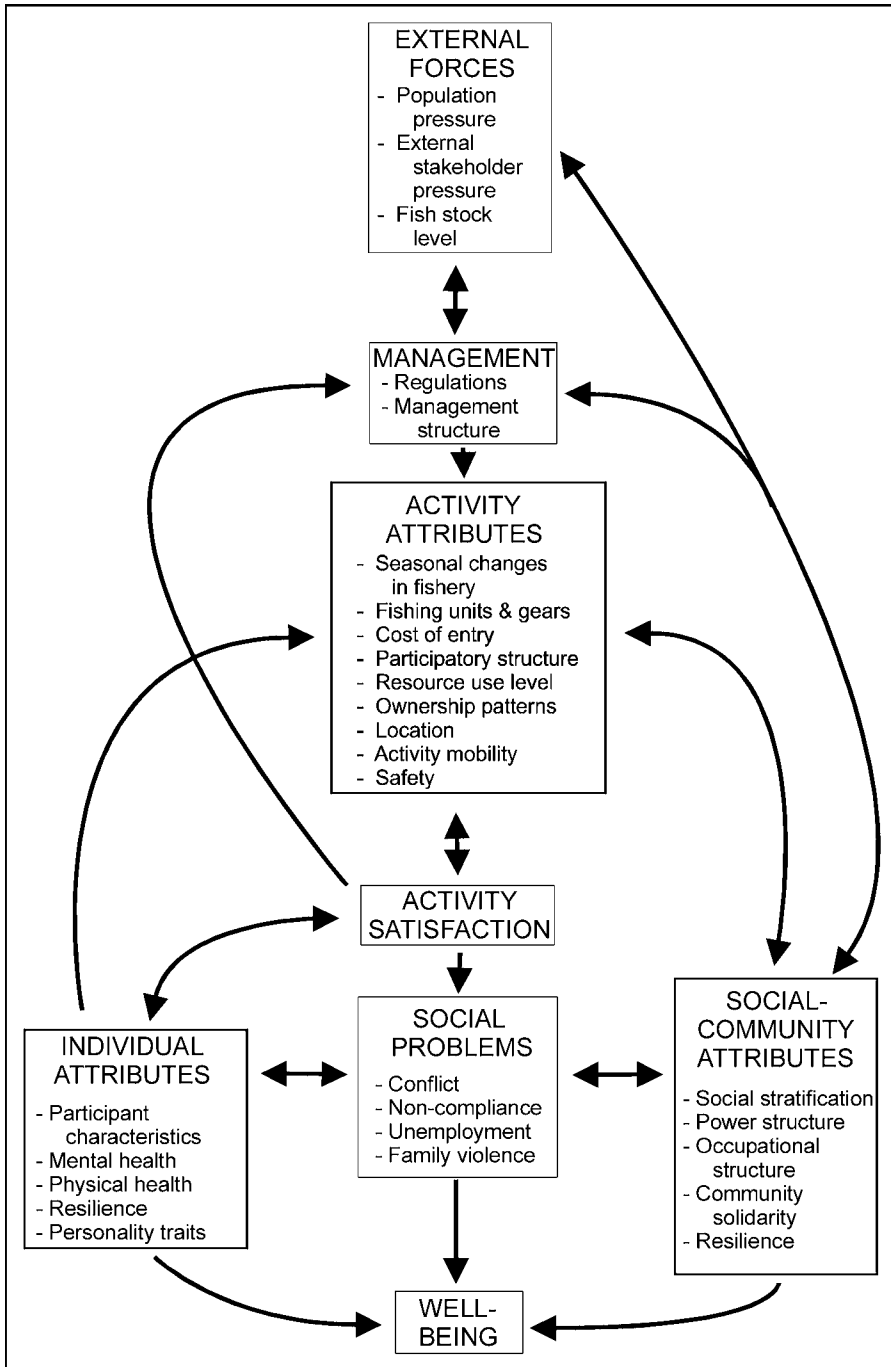 EXTERNAL
FORCES
- Population
pressure
- External
stakeholder
pressure
- Fish stock
level
MANAGEMENT
- Regulations
- Management
structure
ACTIVITY
ATTRIBUTES
- Seasonal changes
in fishery
- Fishing units & gears
- Cost of entry
- Participatory structure
- Resource use level
- Ownership patterns
- Location
- Activity mobility
- Safety
ACTIVITY
SATISFACTION
INDIVIDUAL
ATTRIBUTES
- Participant
characteristics
- Mental health
- Physical health
- Resilience
- Personality traits
SOCIAL
PROBLEMS
- Conflict
- Non-compliance
- Unemployment
- Family violence
SOCIAL-
COMMUNITY
ATTRIBUTES
- Social stratification
- Power structure
- Occupational
structure
- Community
solidarity
- Resilience
WELL-
BEING